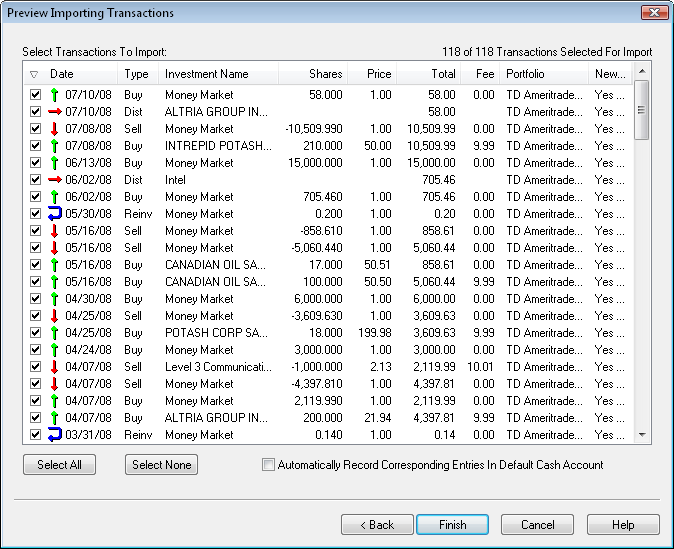 Preview Importing Transactions
Select Transactions To Import: 118 of 118 Transactions Selected For Import
Date Type Investment Name Shares Price Total Fee Portfolio New...
07/10/08 Buy Money Market 58.000 1.00 58.00 0.00 TD Ameritrade... Yes ...
07/10/08 Dist ALTRIA GROUP IN... 58.00 TD Ameritrade... Yes ...
07/08/08 Sell Money Market -10,509.990 1.00 10,509.99 0.00 TD Ameritrade... Yes ...
07/08/08 Buy INTREPID POTASH... 210.000 50.00 10,509.99 9.99 TD Ameritrade... Yes ...
06/13/08 Buy Money Market 15,000.000 1.00 15,000.00 0.00 TD Ameritrade... Yes ...
06/02/08 Dist Intel 705.46 TD Ameritrade... Yes ...
06/02/08 Buy Money Market 705.460 1.00 705.46 0.00 TD Ameritrade... Yes ...
05/30/08 Reinv Money Market 0.200 1.00 0.20 0.00 TD Ameritrade... Yes ...
05/16/08 Sell Money Market -858.610 1.00 858.61 0.00 TD Ameritrade... Yes ...
05/16/08 Sell Money Market -5,060.440 1.00 5,060.44 0.00 TD Ameritrade... Yes ...
05/16/08 Buy CANADIAN OIL SA... 17.000 50.51 858.61 0.00 TD Ameritrade... Yes ...
05/16/08 Buy CANADIAN OIL SA... 100.000 50.50 5,060.44 9.99 TD Ameritrade... Yes ...
04/30/08 Buy Money Market 6,000.000 1.00 6,000.00 0.00 TD Ameritrade... Yes ...
04/25/08 Sell Money Market -3,609.630 1.00 3,609.63 0.00 TD Ameritrade... Yes ...
04/25/08 Buy POTASH CORP SA... 18.000 199.98 3,609.63 9.99 TD Ameritrade... Yes ...
04/24/08 Buy Money Market 3,000.000 1.00 3,000.00 0.00 TD Ameritrade... Yes ...
04/07/08 Sell Level 3 Communicati... -1,000.000 2.13 2,119.99 10.01 TD Ameritrade... Yes ...
04/07/08 Sell Money Market -4,397.810 1.00 4,397.81 0.00 TD Ameritrade... Yes ...
04/07/08 Buy Money Market 2,119.990 1.00 2,119.99 0.00 TD Ameritrade... Yes ...
04/07/08 Buy ALTRIA GROUP IN... 200.000 21.94 4,397.81 9.99 TD Ameritrade... Yes ...
03/31/08 Reinv Money Market 0.140 1.00 0.14 0.00 TD Ameritrade... Yes ...
Select All Select None Automatically Record Corresponding Entries In Default Cash Account
< Back Finish Cancel Help